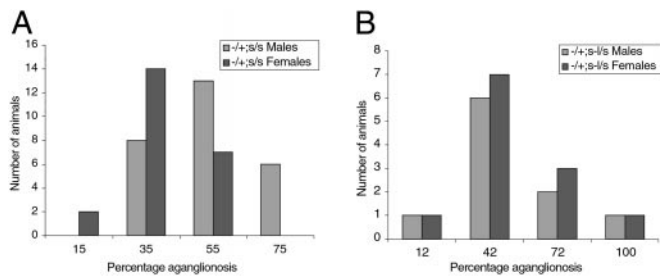 A
-/+;s/s Males
-/+;s/s Females
Number of animals
16
14
12
10
8
6
4
2
0
15 35 55 75
Percentage aganglionosis
B
-/+;s-l/s Males
-/+;s-l/s Females
Number of animals
8
7
6
5
4
3
2
1
0
12 42 72 100
Percentage aganglionosis